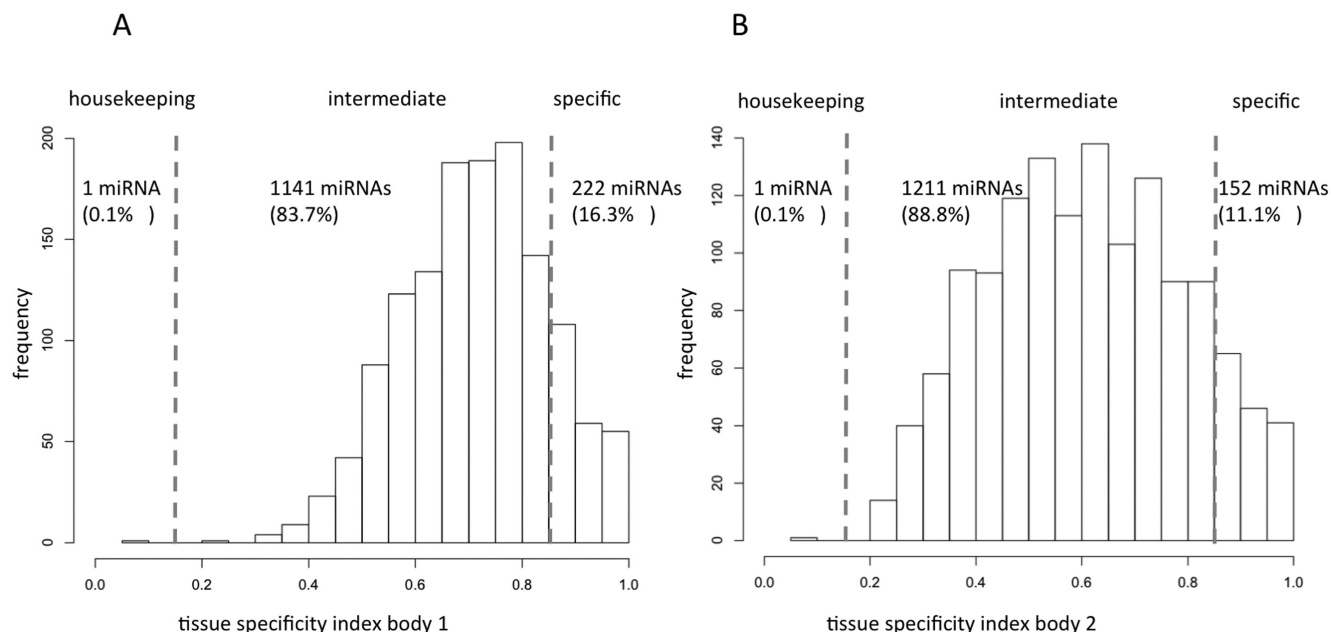 A
B
housekeeping intermediate specific
housekeeping intermediate specific
1 miRNA
(0.1% )
1141 miRNAs
(83.7%)
222 miRNAs
(16.3% )
1 miRNA
(0.1% )
1211 miRNAs
(88.8%)
152 miRNAs
(11.1% )
frequency
200
150
100
50
0
0.0 0.2 0.4 0.6 0.8 1.0
tissue specificity index body 1
frequency
140
120
100
80
60
40
20
0
0.0 0.2 0.4 0.6 0.8 1.0
tissue specificity index body 2